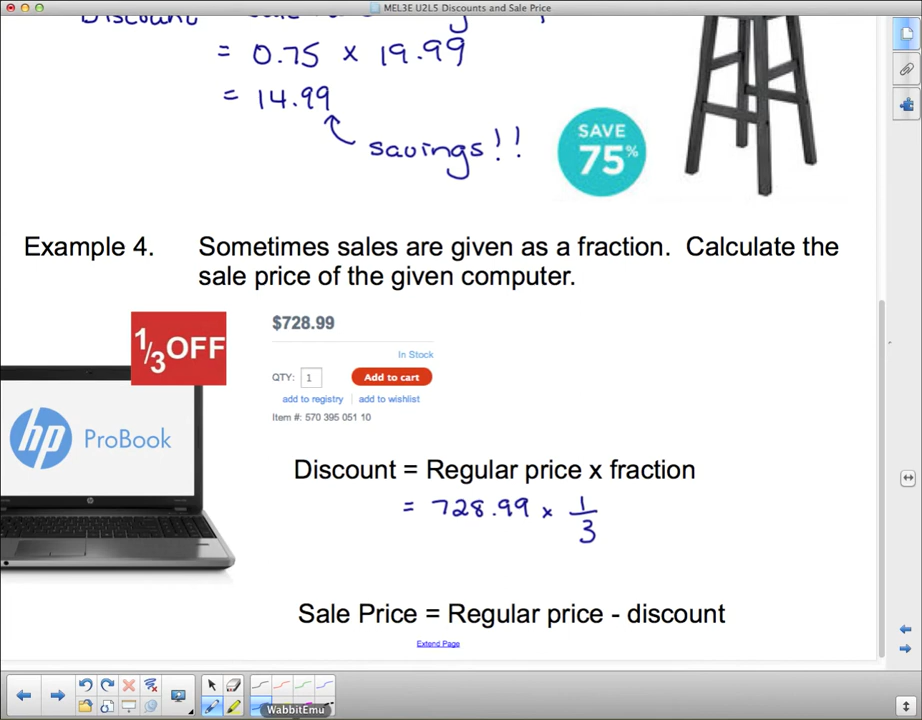 MEL3E U2L5 Discounts and Sale Price
Discount
= 0.75 x 19.99
= 14.99
savings!!
SAVE
75%
Example 4. Sometimes sales are given as a fraction. Calculate the
sale price of the given computer.
1/3 OFF
$728.99
In Stock
QTY: 1 Add to cart
add to registry add to wishlist
Item #: 570 395 051 10
hp ProBook
hp
Discount = Regular price x fraction
= 728.99 x 1/3
Sale Price = Regular price - discount
Extend Page
WabbitEmu